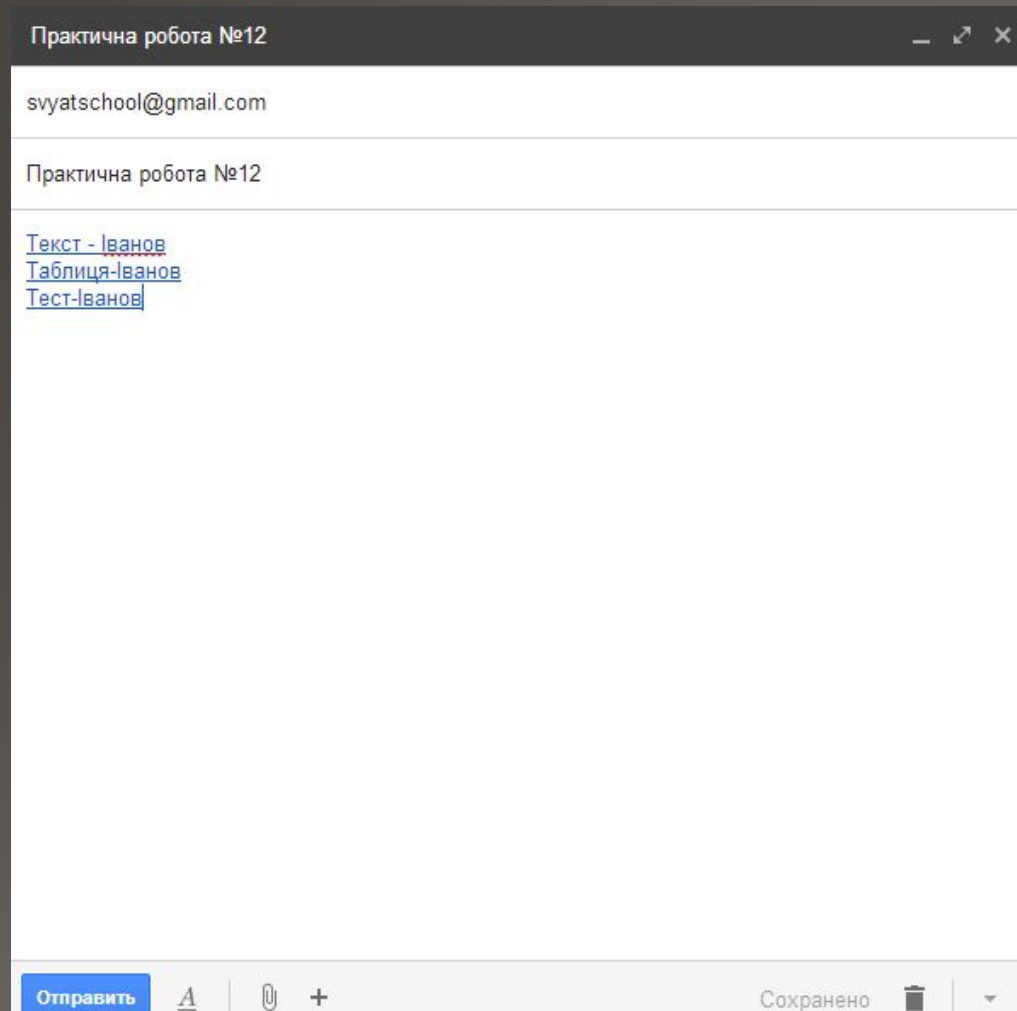 Практична робота №12
svyatschool@gmail.com
Практична робота №12
Текст - Іванов
Таблиця-Іванов
Тест-Іванов
Отправить A Сохранено